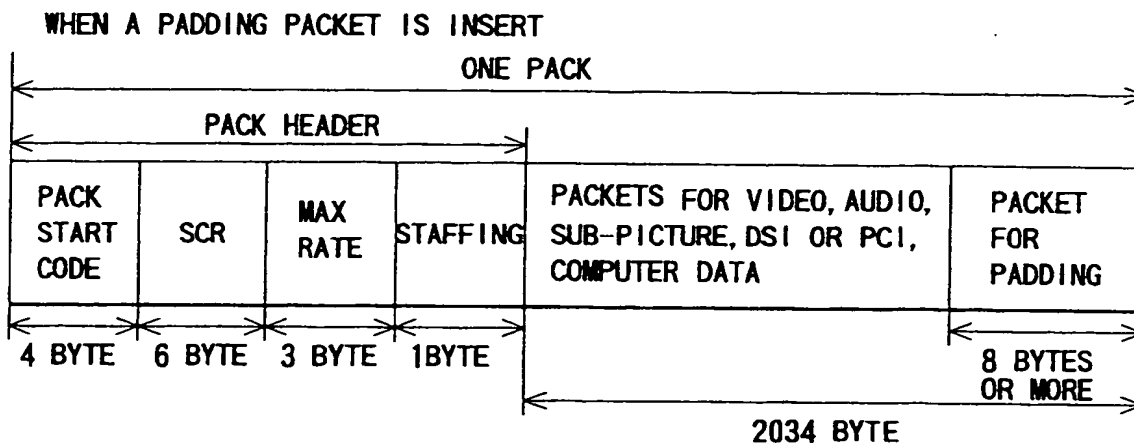 WHEN A PADDING PACKET IS INSERT
ONE PACK
PACK HEADER
PACK
START
CODE
SCR
MAX
RATE
STAFFING
PACKETS FOR VIDEO, AUDIO,
SUB-PICTURE, DSI OR PCI,
COMPUTER DATA
PACKET
FOR
PADDING
4 BYTE
6 BYTE
3 BYTE
1BYTE
8 BYTES
OR MORE
2034 BYTE